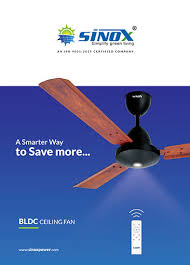 SINOX
Simplify green living
AN ISO 9001:2015 CERTIFIED COMPANY
A Smarter Way
to Save more...
BLDC CEILING FAN
www.sinoxpower.com